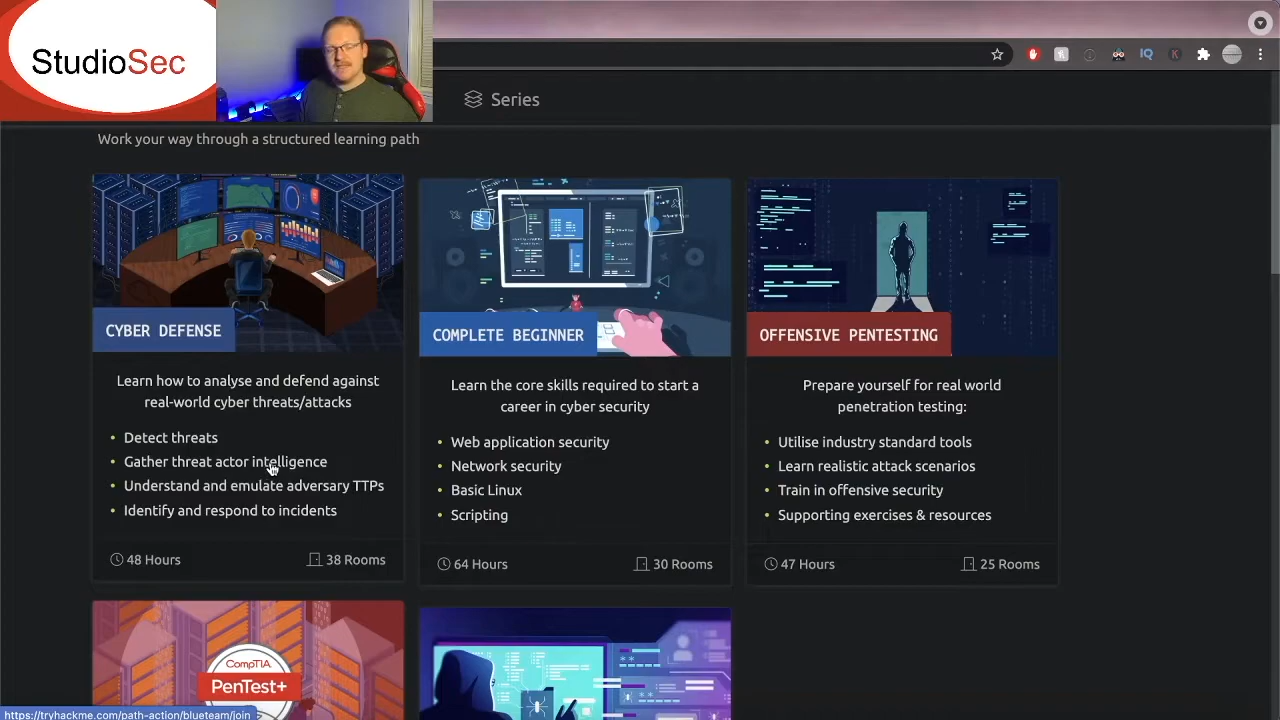 StudioSec
Series
Work your way through a structured learning path
CYBER DEFENSE
Learn how to analyse and defend against
real-world cyber threats/attacks
Detect threats
Gather threat actor intelligence
Understand and emulate adversary TTPs
Identify and respond to incidents
48 Hours
38 Rooms
COMPLETE BEGINNER
Learn the core skills required to start a
career in cyber security
Web application security
Network security
Basic Linux
Scripting
64 Hours
30 Rooms
OFFENSIVE PENTESTING
Prepare yourself for real world
penetration testing:
Utilise industry standard tools
Learn realistic attack scenarios
Train in offensive security
Supporting exercises & resources
47 Hours
25 Rooms
CompTIA
PenTest+
https://tryhackme.com/path-action/blueteam/join
IQ
K